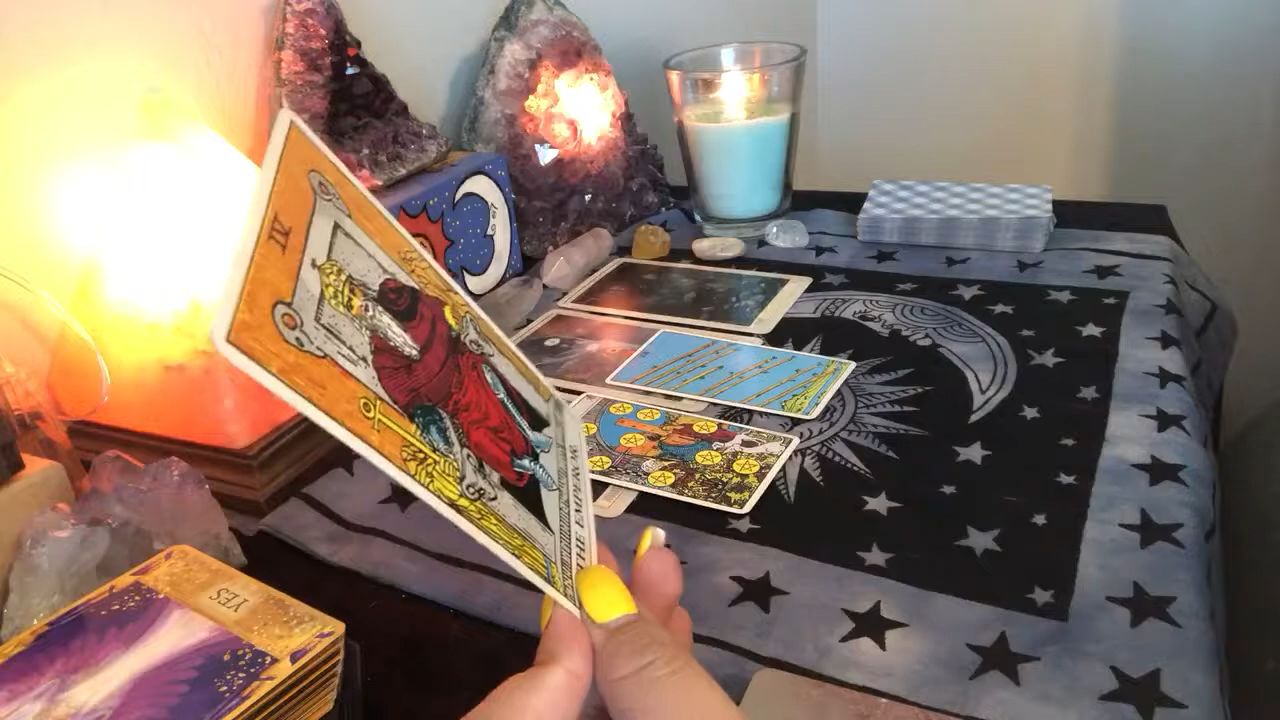 IV
THE EMPEROR.
YES